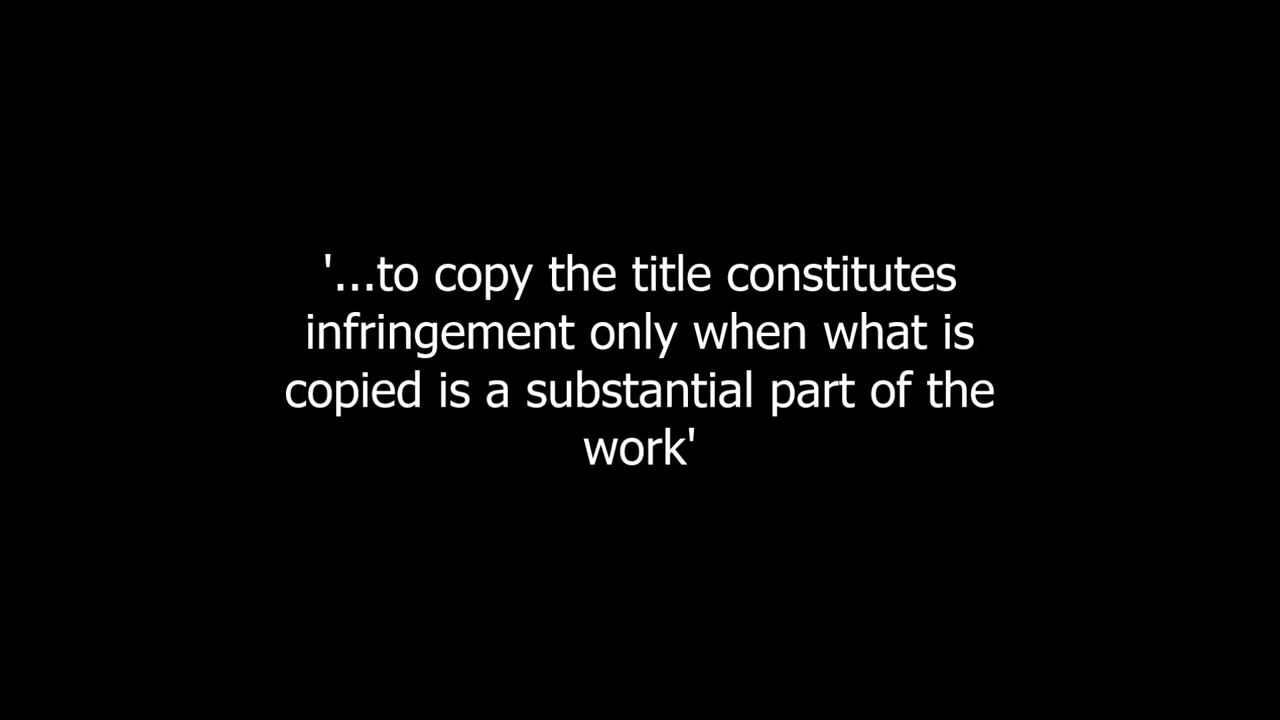 '...to copy the title constitutes
infringement only when what is
copied is a substantial part of the
work'